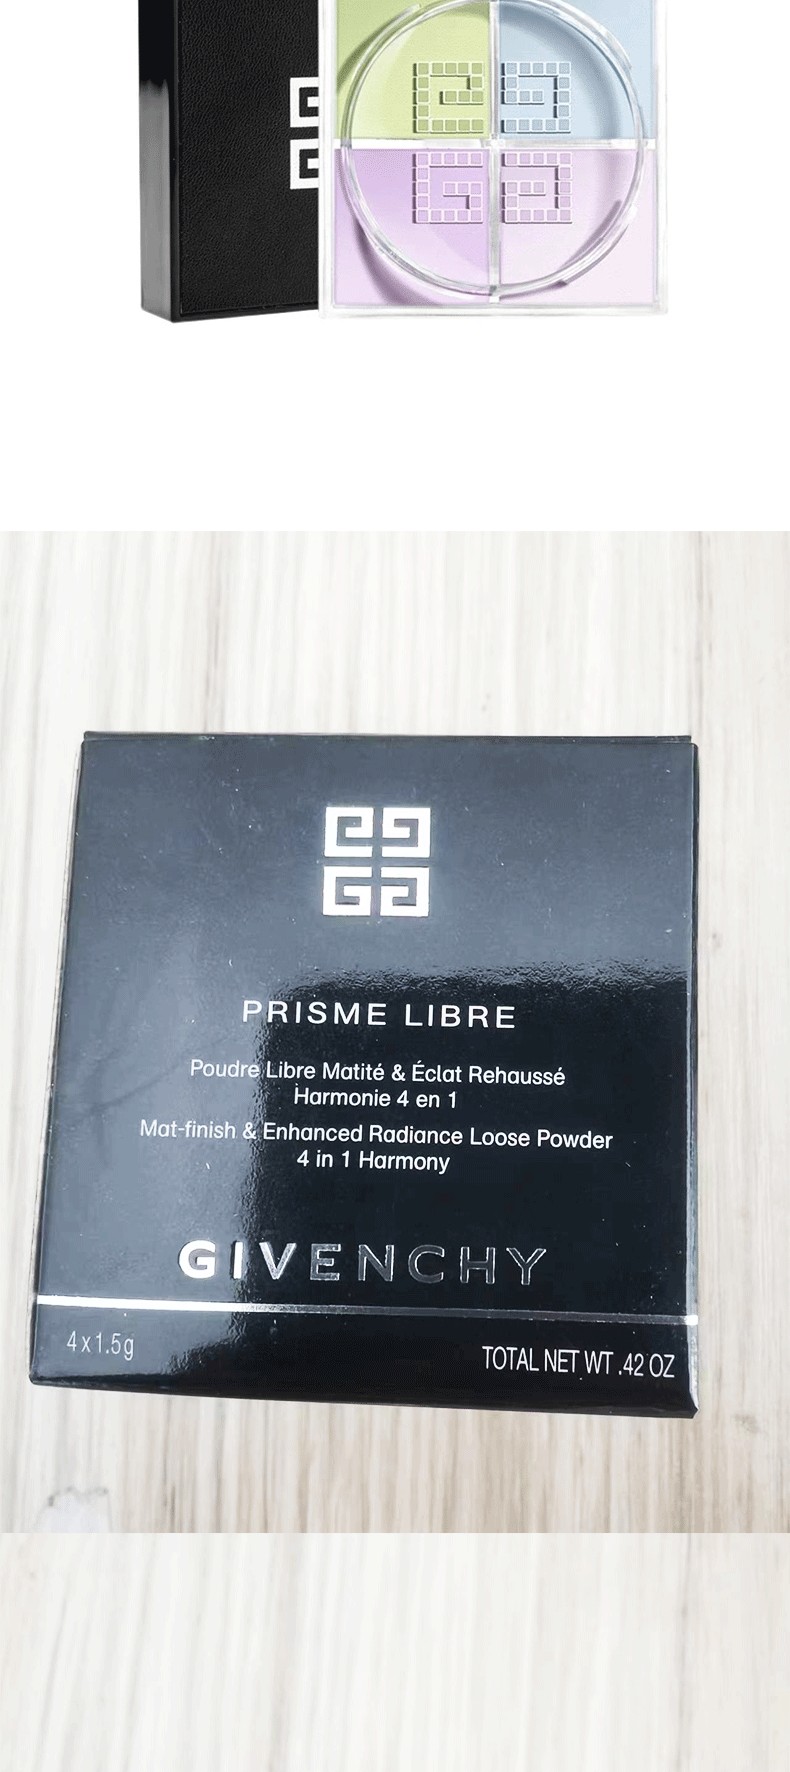 PRISME LIBRE
Poudre Libre Matité & Éclat Rehaussé
Harmonie 4 en 1
Mat-finish & Enhanced Radiance Loose Powder
4 in 1 Harmony
GIVENCHY
4x1.5g
TOTAL NET WT .42 OZ